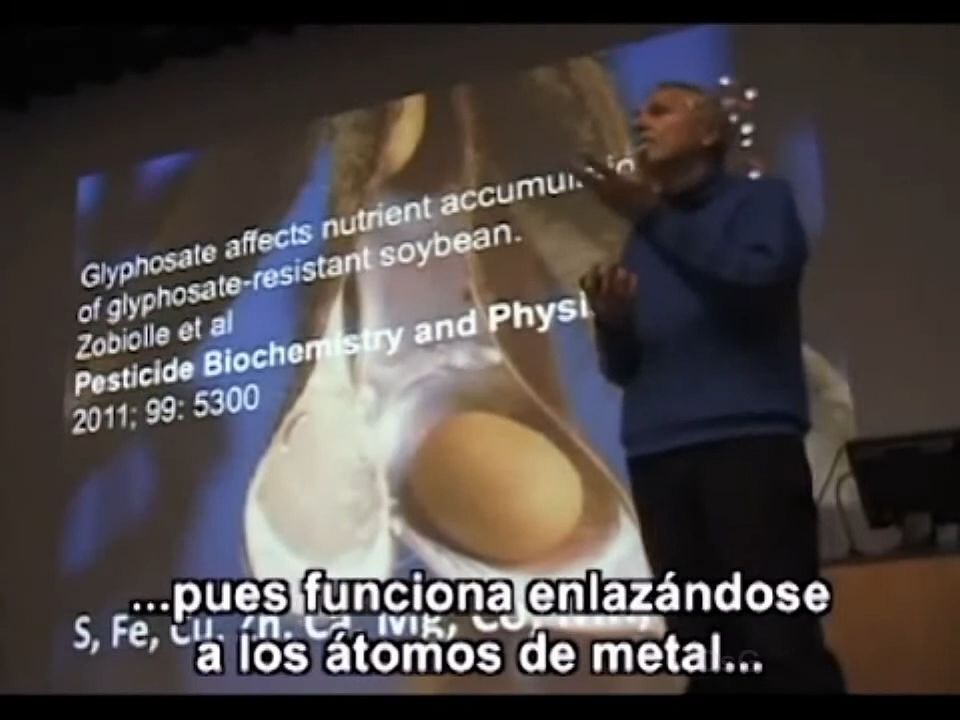 Glyphosate affects nutrient
of glyphosate-resistant soybean.
Zobiolle et al
Pesticide Biochemistry and
2011; 99: 5300
S, Fe,
...pues funciona enlazándose
a los átomos de metal...